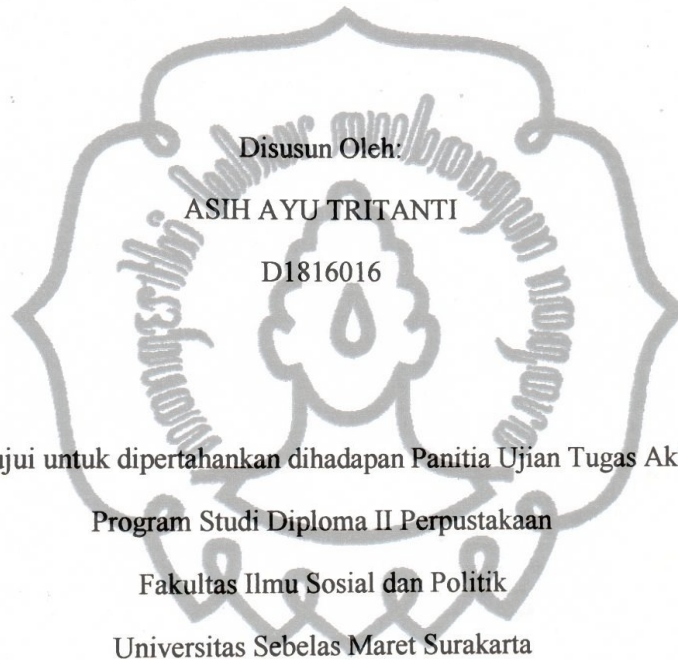 Disusun Oleh:
ASIH AYU TRITANTI
D1816016
ujui untuk dipertahankan dihadapan Panitia Ujian Tugas Ak
Program Studi Diploma II Perpustakaan
Fakultas Ilmu Sosial dan Politik
Universitas Sebelas Maret Surakarta